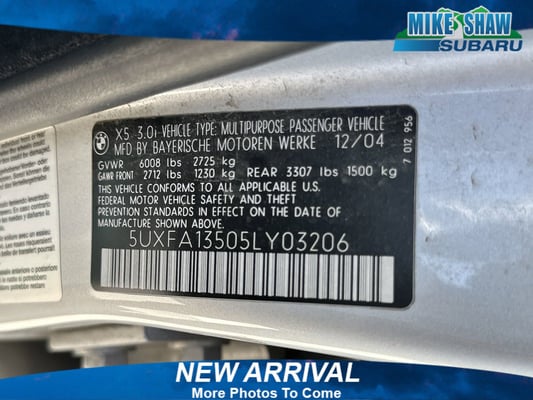 MIKE SHAW
SUBARU
X5 3.0i VEHICLE TYPE: MULTIPURPOSE PASSENGER VEHICLE
MFD BY BAYERISCHE MOTOREN WERKE 12/04
GVWR 6008 lbs 2725 kg
GAWR FRONT 2712 lbs 1230 kg REAR 3307 lbs 1500 kg
THIS VEHICLE CONFORMS TO ALL APPLICABLE U.S.
FEDERAL MOTOR VEHICLE SAFETY AND THEFT
PREVENTION STANDARDS IN EFFECT ON THE DATE OF
MANUFACTURE SHOWN ABOVE.
5UXFA13505LY03206
7 012 956
NEW ARRIVAL
More Photos To Come